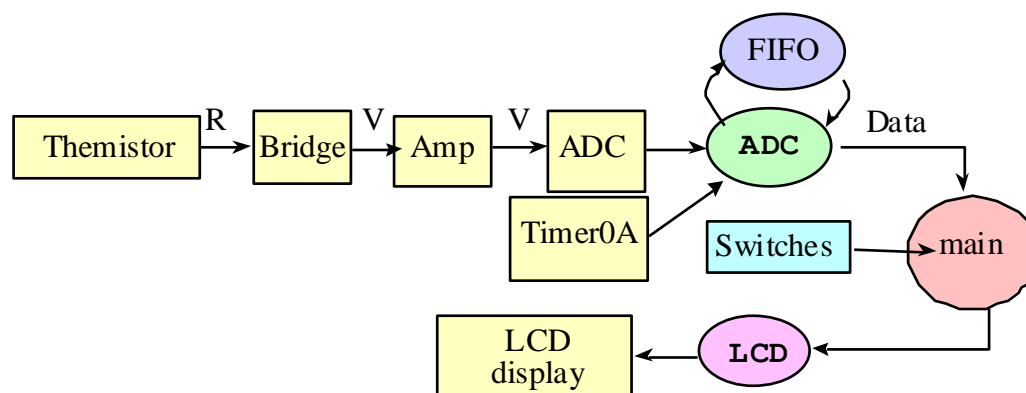 FIFO
R
V
V
Data
Themistor
Bridge
Amp
ADC
ADC
Timer0A
Switches
main
LCD
display
LCD